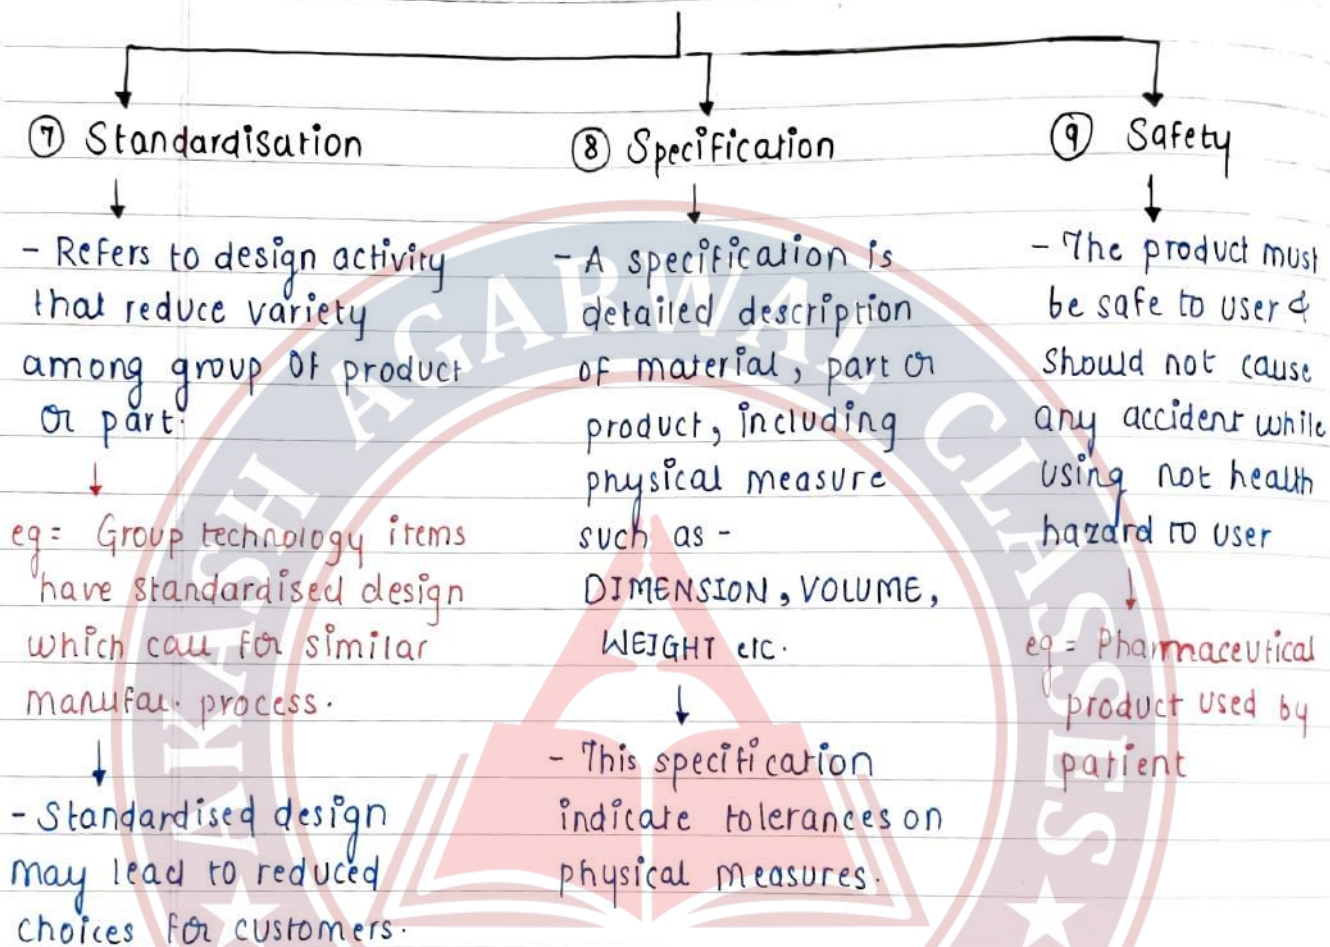 ⑦ Standardisation
- Refers to design activity
that reduce variety
among group of product
or part.
eg = Group technology items
have standardised design
which call for similar
manufac. process.
- Standardised design
may lead to reduced
choices for customers.
⑧ Specification
- A specification is
detailed description
of material, part or
product, including
physical measure
such as -
DIMENSION, VOLUME,
WEIGHT etc.
- This specification
indicate tolerances on
physical measures.
⑨ Safety
- The product must
be safe to user &
should not cause
any accident while
using not health
hazard to user
eg = Pharmaceutical
product used by
patient
AKASH AGARWAL CLASSES